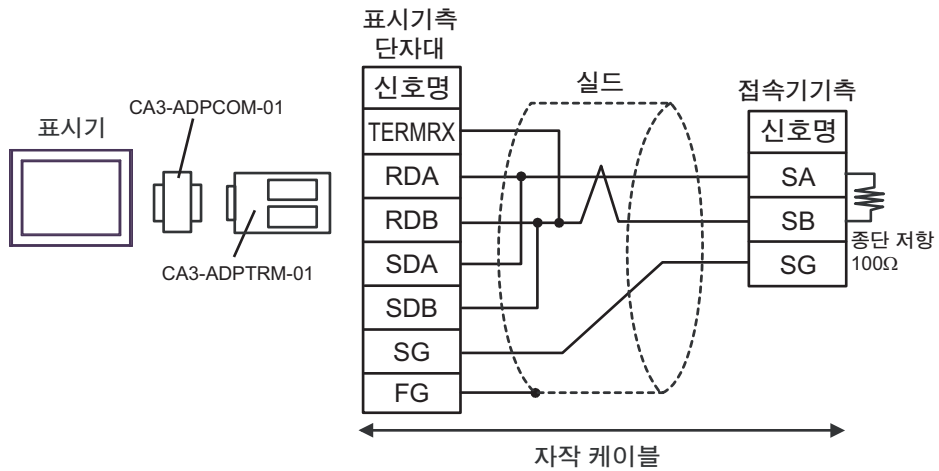 표시기측
단자대
실드
접속기기측
CA3-ADPCOM-01
표시기
CA3-ADPTRM-01
신호명
TERMRX
RDA
RDB
SDA
SDB
SG
FG
신호명
SA
SB
SG
종단 저항
100Ω
자작 케이블